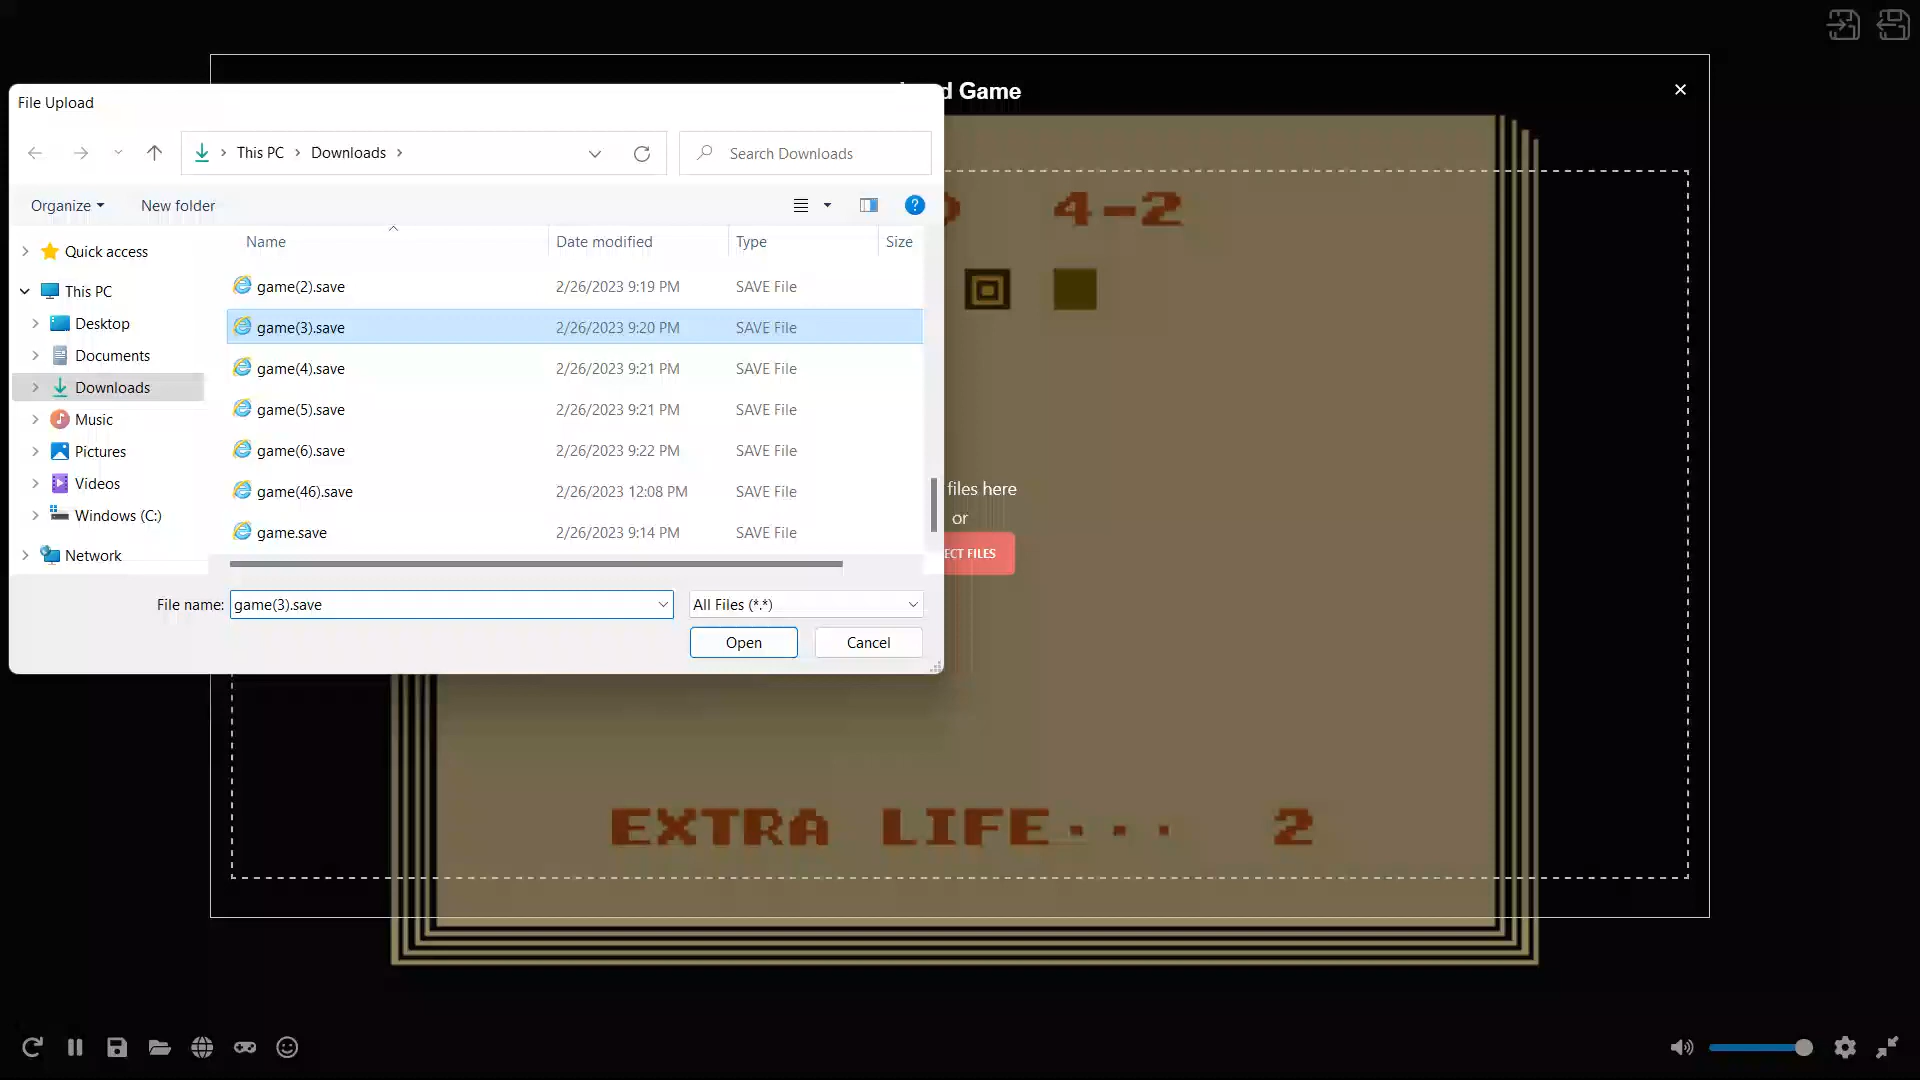 File Upload
d Game
This PC
Downloads
Search Downloads
Organize
New folder
Name
Date modified
Type
Size
Quick access
This PC
Desktop
Documents
Downloads
Music
Pictures
Videos
Windows (C:)
Network
game(2).save 2/26/2023 9:19 PM SAVE File
game(3).save 2/26/2023 9:20 PM SAVE File
game(4).save 2/26/2023 9:21 PM SAVE File
game(5).save 2/26/2023 9:21 PM SAVE File
game(6).save 2/26/2023 9:22 PM SAVE File
game(46).save 2/26/2023 12:08 PM SAVE File
game.save 2/26/2023 9:14 PM SAVE File
File name: game(3).save
All Files (*.*)
Open
Cancel
4-2
files here
or
ECT FILES
EXTRA LIFE... 2